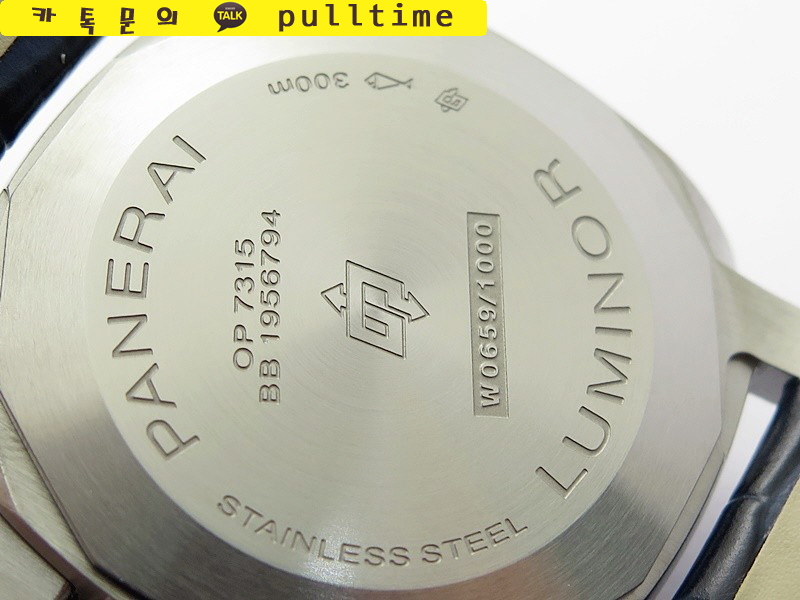 카톡문의 TALK pulltime
300m
PANERAI
OP 7315
BB 1956794
W0659/1000
LUMINOR
STAINLESS STEEL